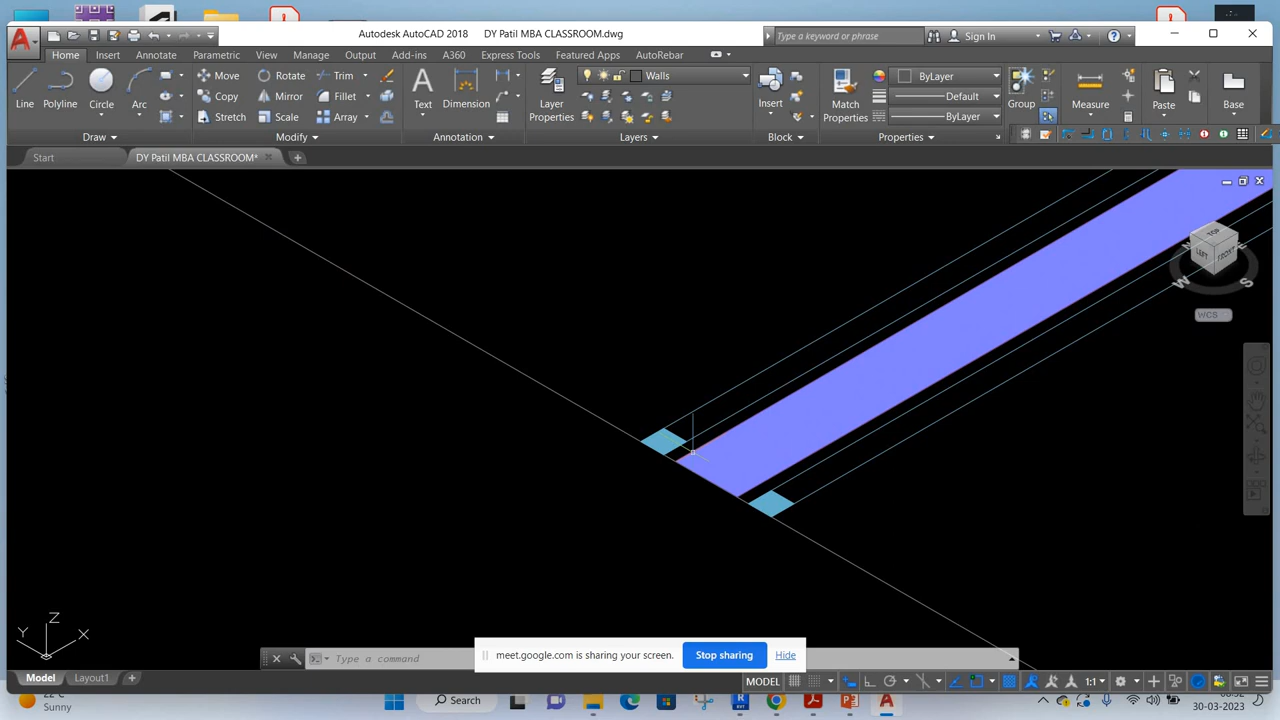 Autodesk AutoCAD 2018 DY Patil MBA CLASSROOM.dwg
Type a keyword or phrase
Sign In
Home Insert Annotate Parametric View Manage Output Add-ins A360 Express Tools Featured Apps AutoRebar
Line Polyline Circle Arc
Move Rotate Trim
Copy Mirror Fillet
Stretch Scale Array
Text Dimension
Layer Properties
Walls
Insert
Match Properties
ByLayer
Default
ByLayer
Group Measure Paste Base
Draw Modify Annotation Layers Block Properties
Start DY Patil MBA CLASSROOM*
TOP
LEFT FRONT
W S
WCS
Z
Y X
Type a command
meet.google.com is sharing your screen. Stop sharing Hide
Model Layout1
MODEL 1:1
22°C
Sunny
Search
30-03-2023